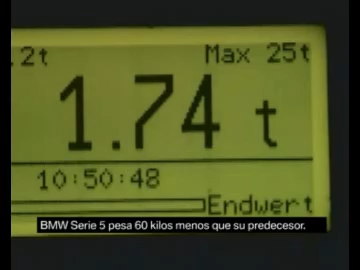 .2t Max 25t
1.74 t
10:50:48
Endwert
BMW Serie 5 pesa 60 kilos menos que su predecesor.